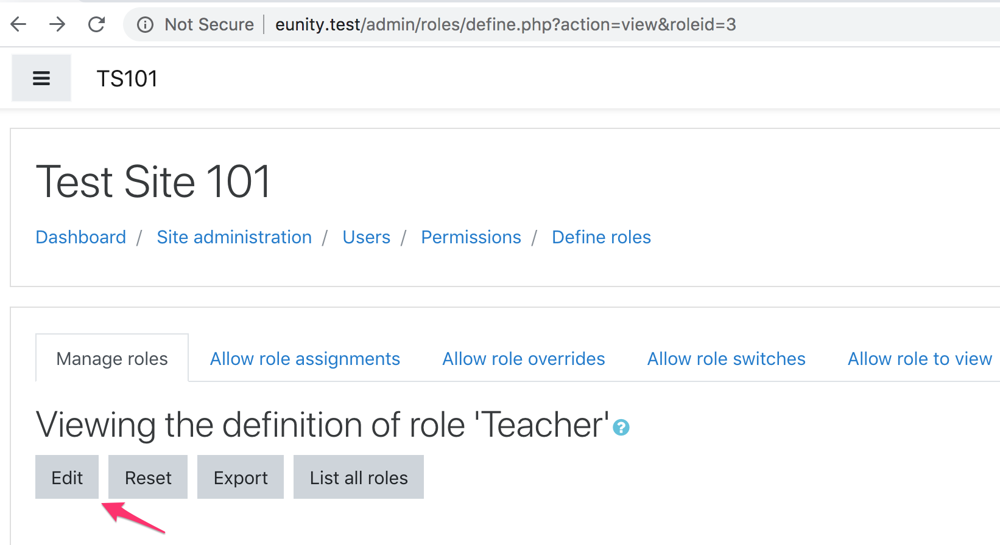 Not Secure eunity.test/admin/roles/define.php?action=view&roleid=3
TS101
Test Site 101
Dashboard / Site administration / Users / Permissions / Define roles
Manage roles Allow role assignments Allow role overrides Allow role switches Allow role to view
Viewing the definition of role 'Teacher' ?
Edit Reset Export List all roles